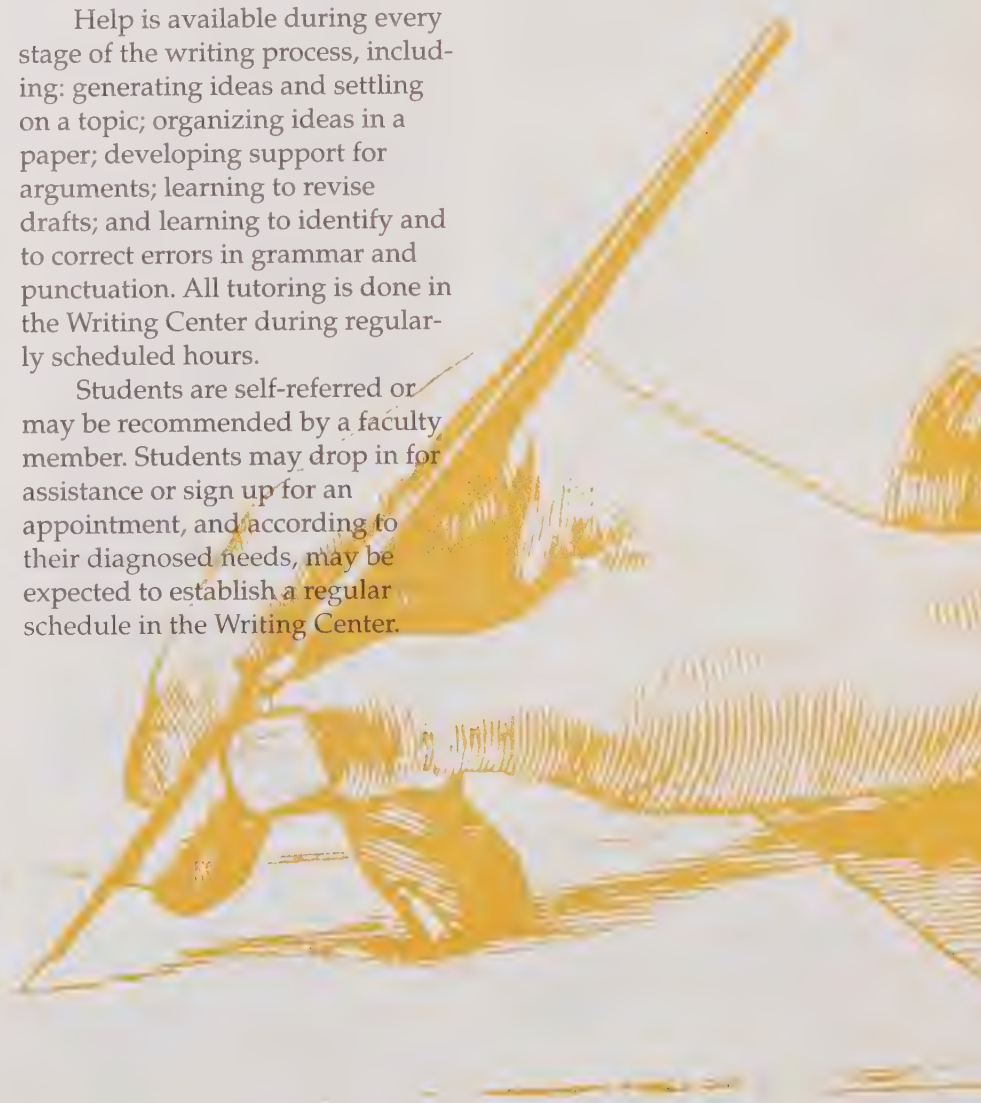 Help is available during every
stage of the writing process, includ-
ing: generating ideas and settling
on a topic; organizing ideas in a
paper; developing support for
arguments; learning to revise
drafts; and learning to identify and
to correct errors in grammar and
punctuation. All tutoring is done in
the Writing Center during regular-
ly scheduled hours.
Students are self-referred or
may be recommended by a faculty
member. Students may drop in for
assistance or sign up for an
appointment, and according to
their diagnosed needs, may be
expected to establish a regular
schedule in the Writing Center.